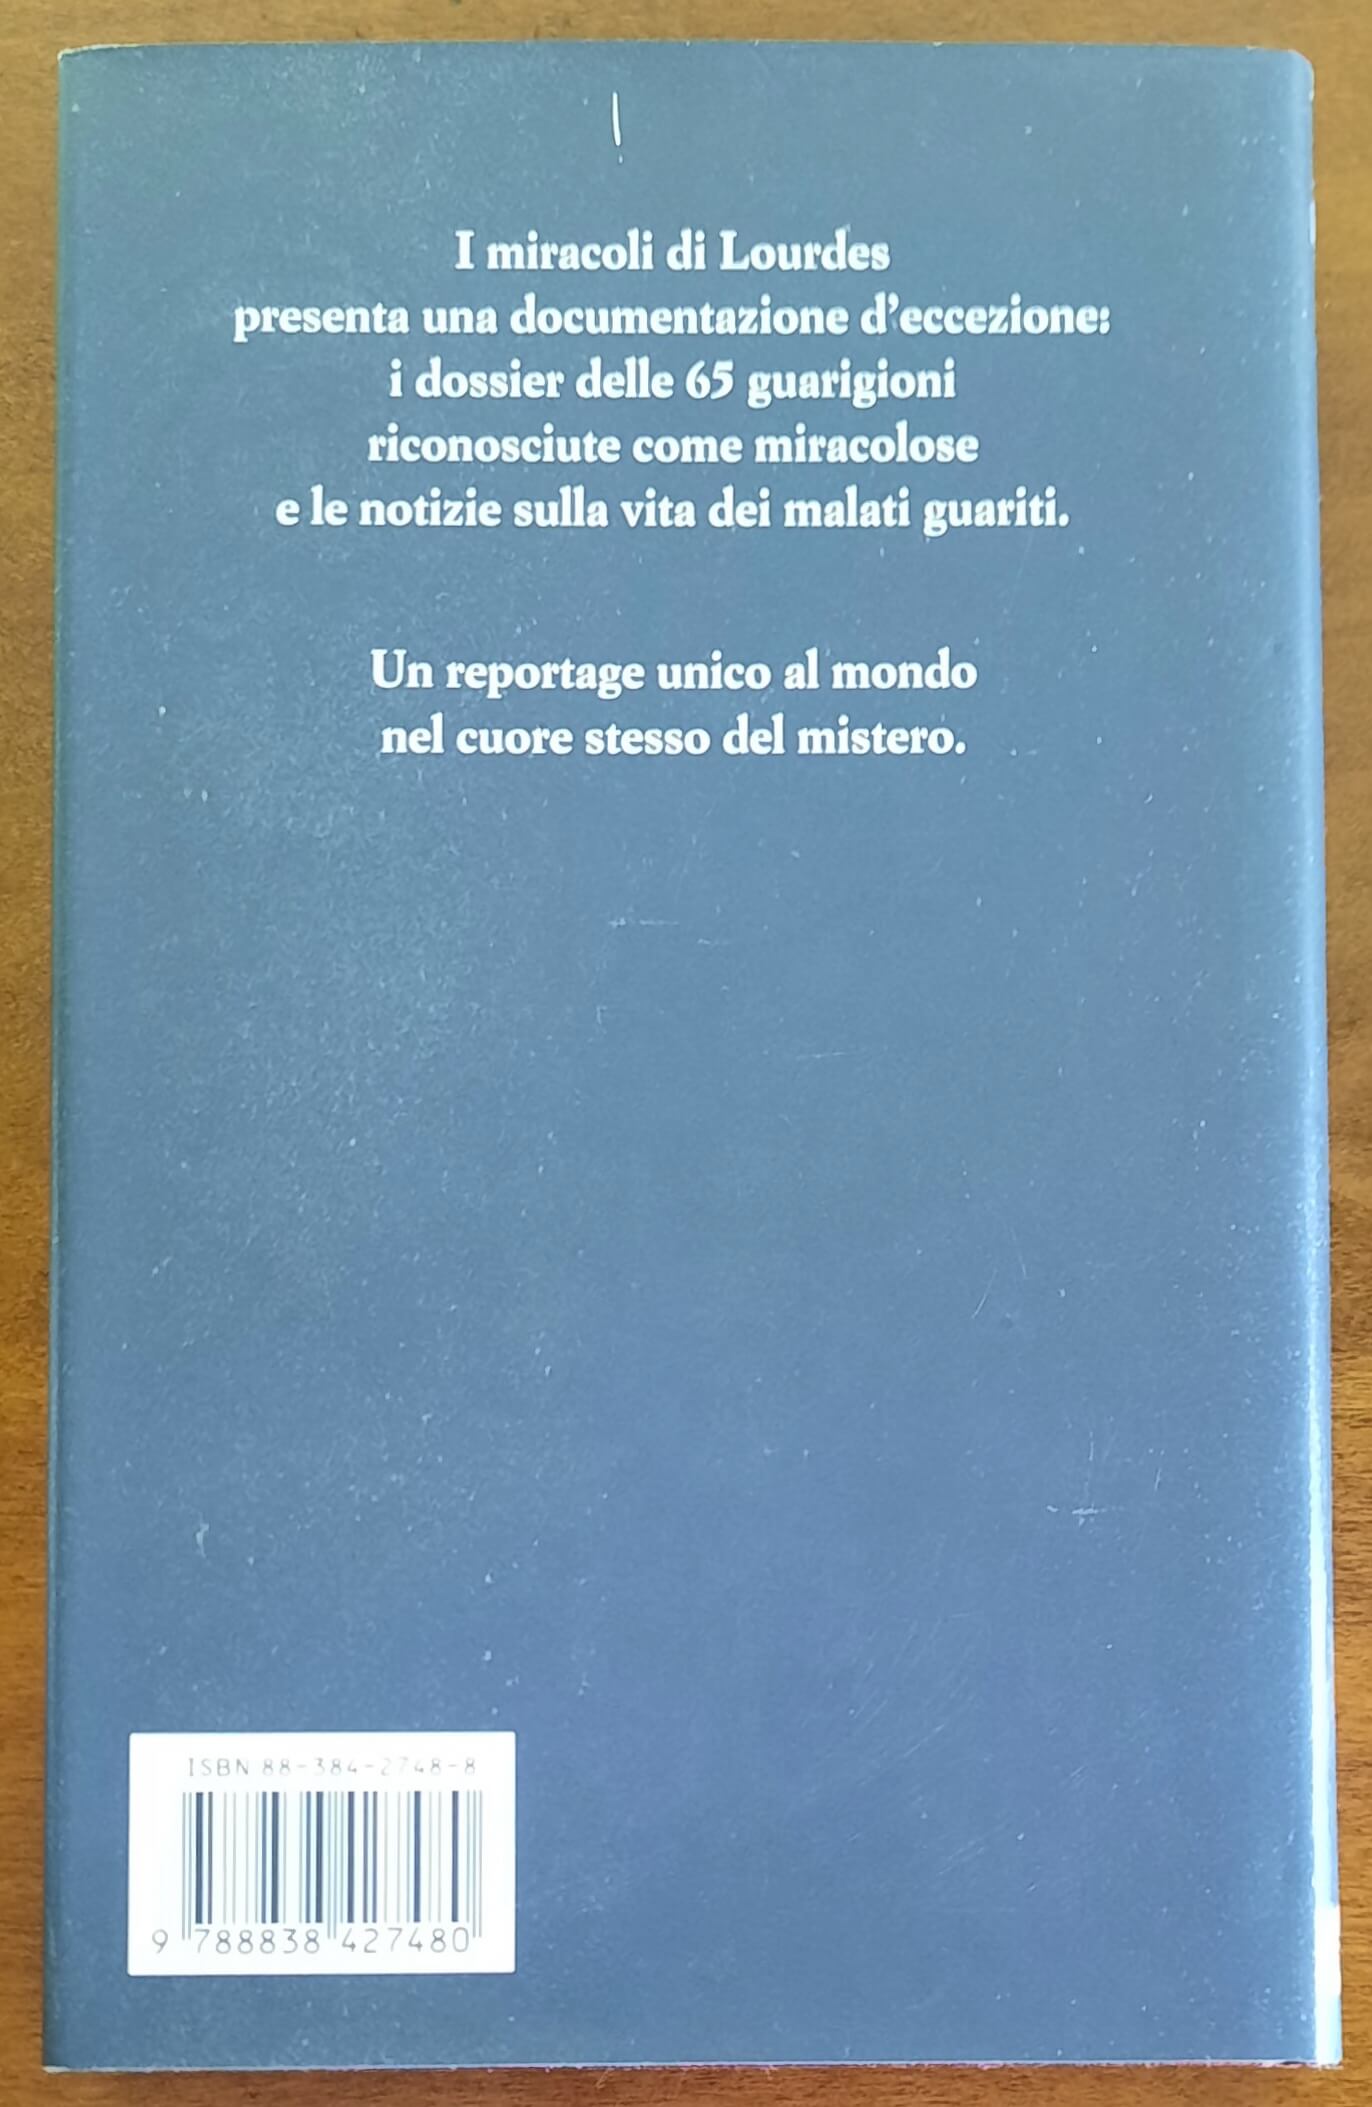 I miracoli di Lourdes
presenta una documentazione d'eccezione:
i dossier delle 65 guarigioni
riconosciute come miracolose
e le notizie sulla vita dei malati guariti.
Un reportage unico al mondo
nel cuore stesso del mistero.
ISBN 88-384-2748-8
9 788838 427480